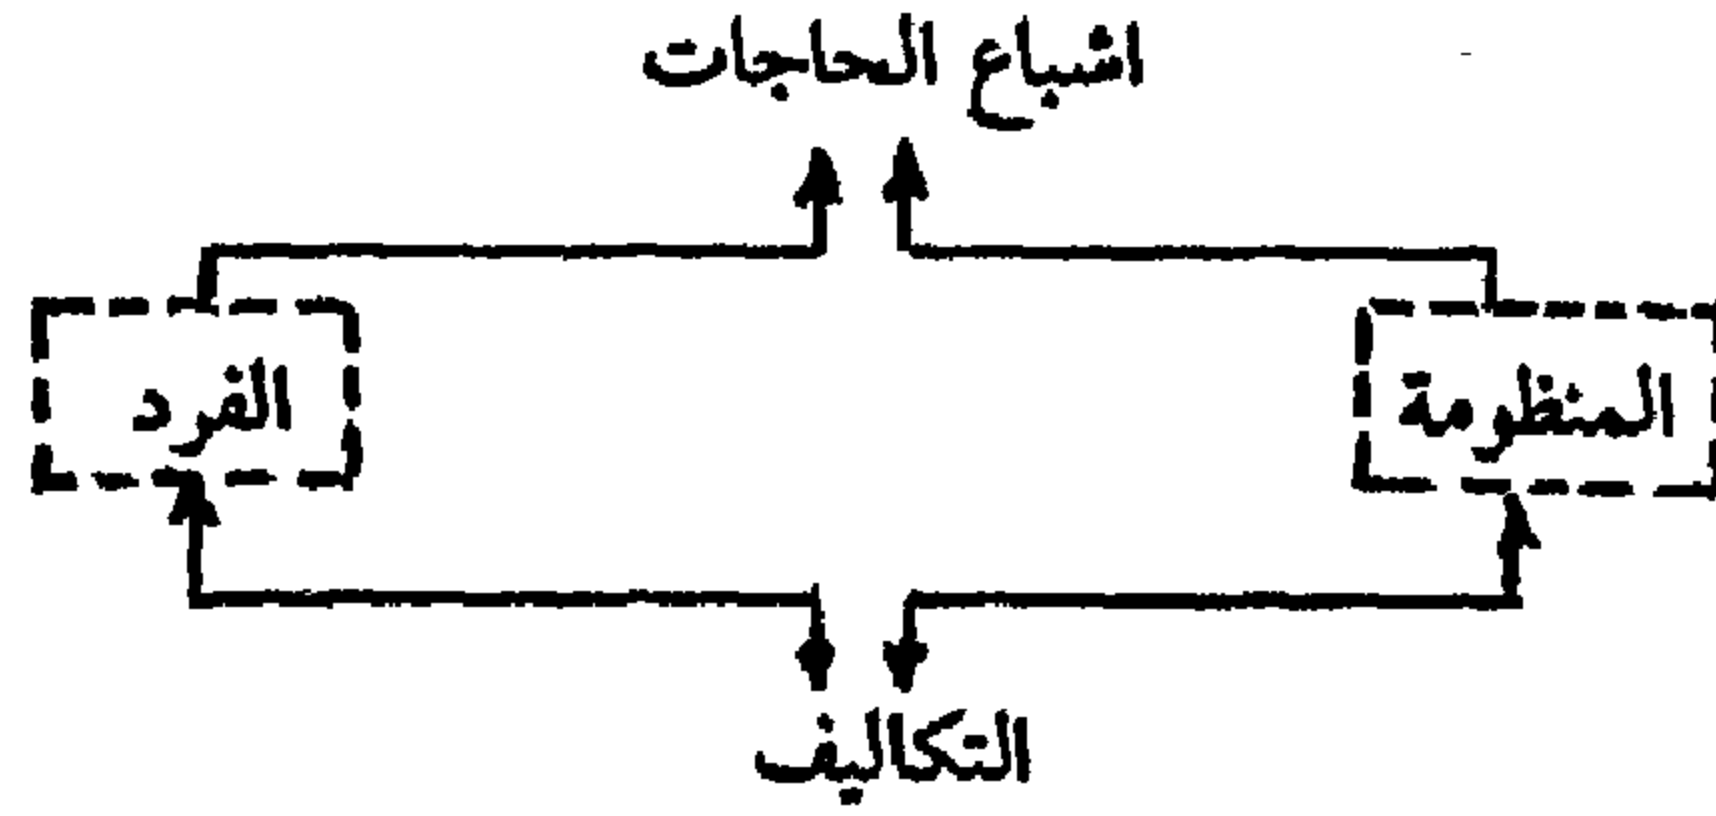 اشباع الحاجات
المنظومة
الفرد
التكاليف